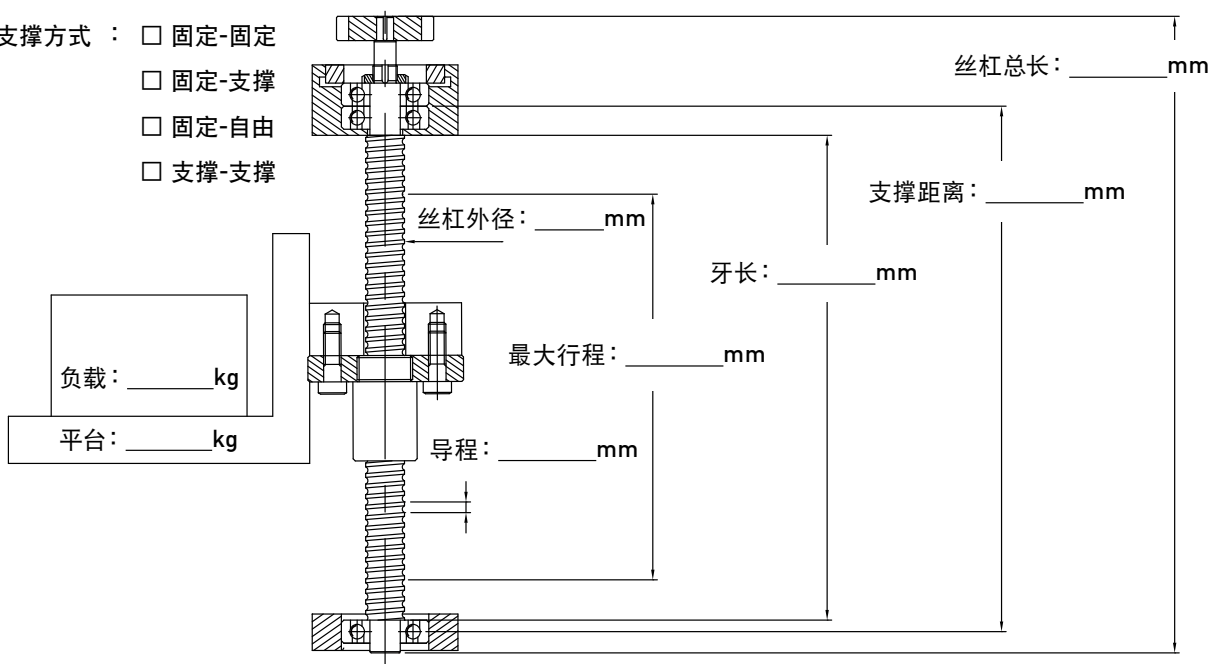 支撑方式 : □ 固定-固定
□ 固定-支撑
□ 固定-自由
□ 支撑-支撑
丝杠总长:________mm
支撑距离:________mm
丝杠外径:______mm
牙长:________mm
最大行程:________mm
负载:_______kg
平台:_______kg
导程:________mm